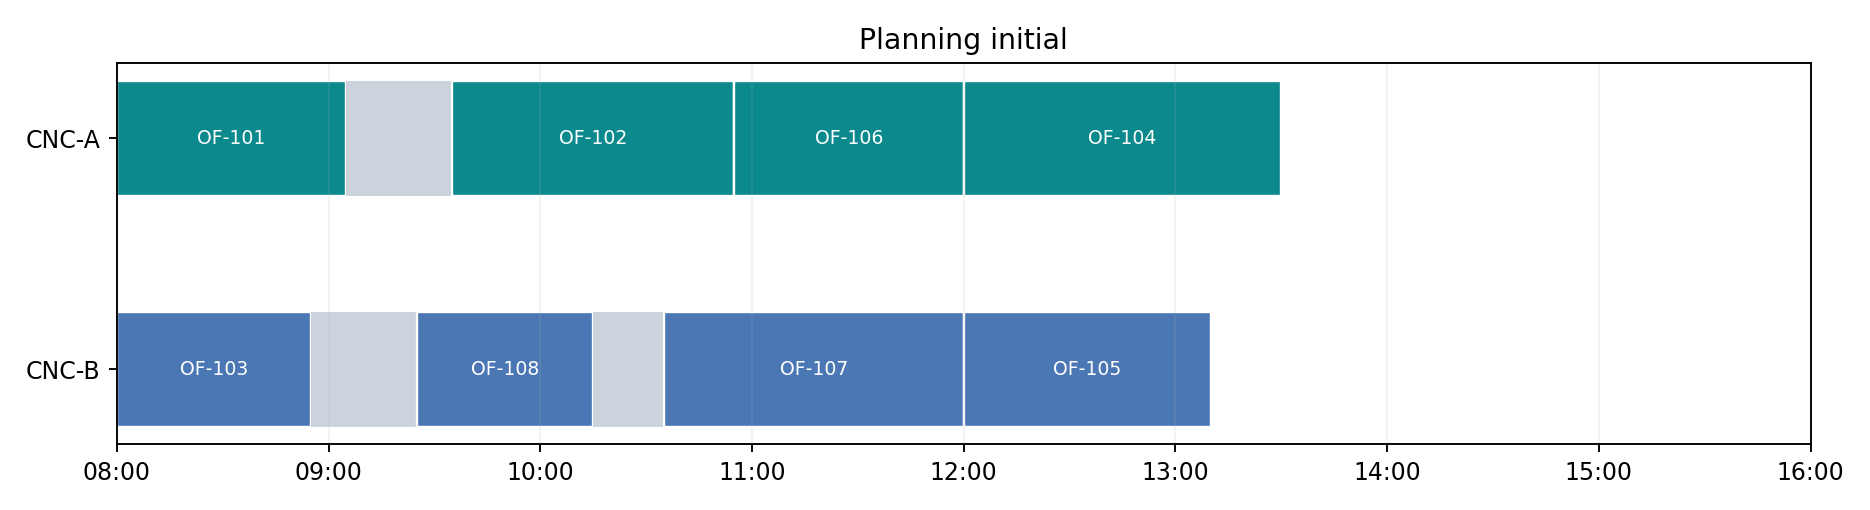 Planning initial
CNC-A
OF-101
OF-102
OF-106
OF-104
CNC-B
OF-103
OF-108
OF-107
OF-105
08:00
09:00
10:00
11:00
12:00
13:00
14:00
15:00
16:00